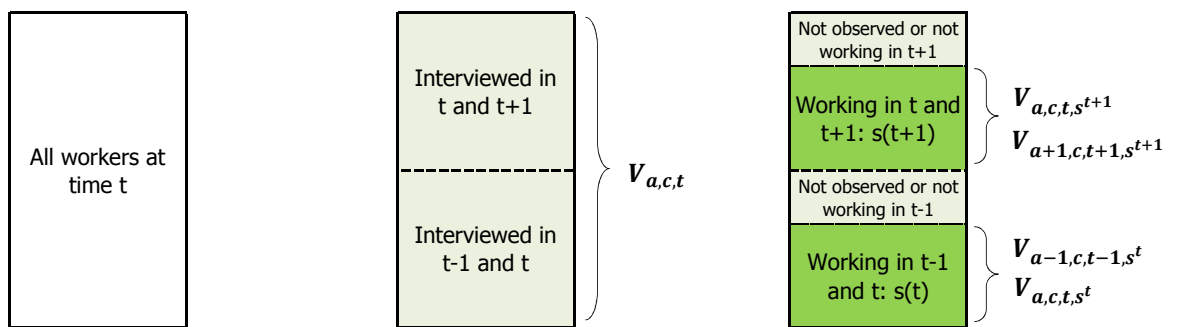 All workers at
time t
Interviewed in
t and t+1
Interviewed in
t-1 and t
V_{a,c,t}
Not observed or not
working in t+1
Working in t and
t+1: s(t+1)
Not observed or not
working in t-1
Working in t-1
and t: s(t)
V_{a,c,t,s^{t+1}}
V_{a+1,c,t+1,s^{t+1}}
V_{a-1,c,t-1,s^t}
V_{a,c,t,s^t}